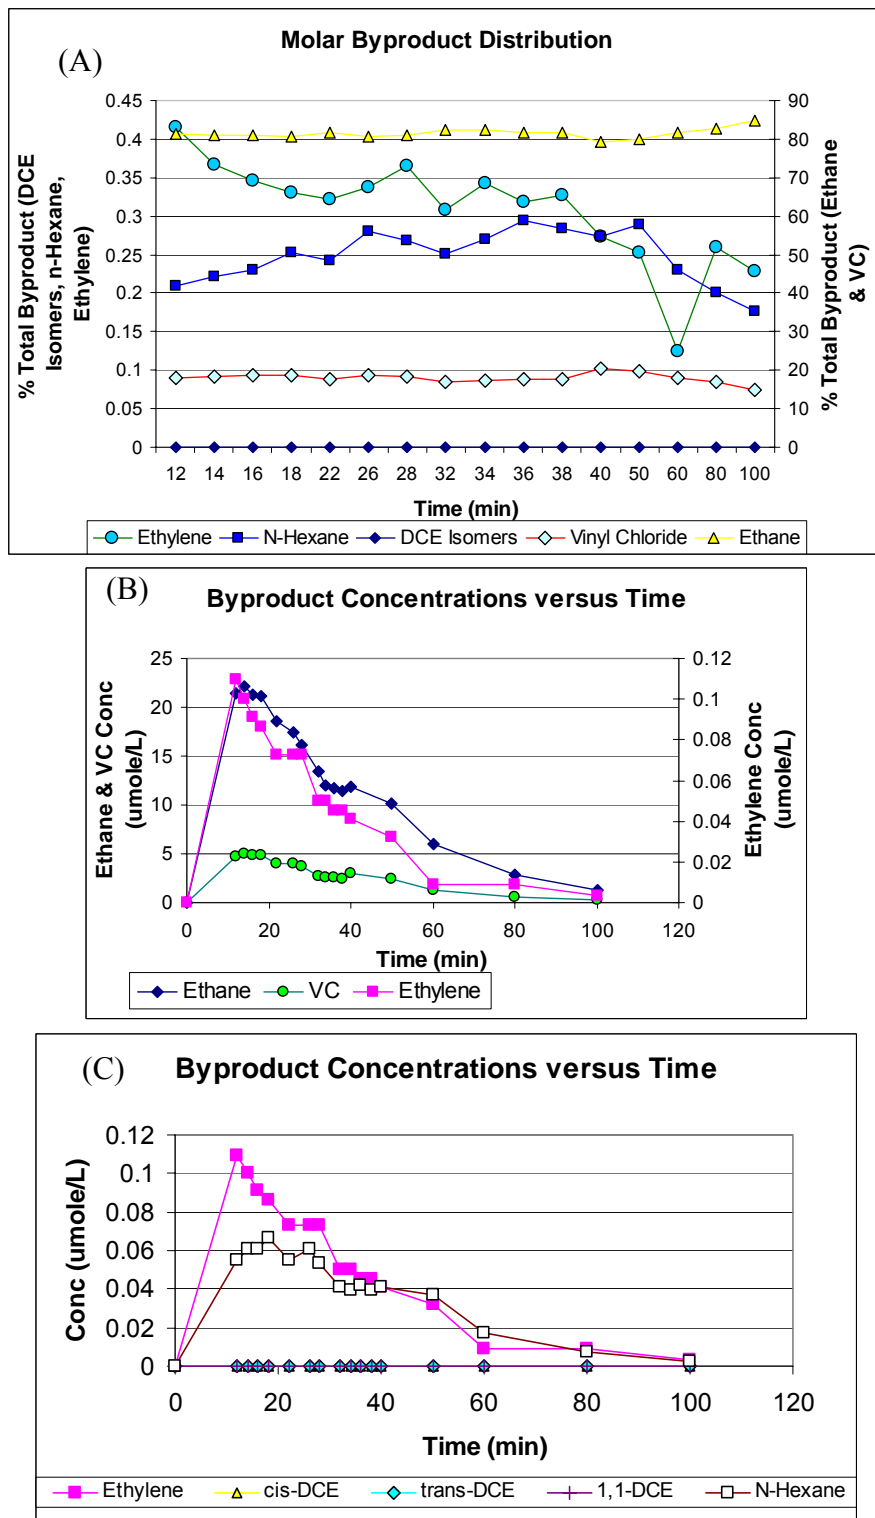 (A)
Molar Byproduct Distribution
% Total Byproduct (DCE
Isomers, n-Hexane,
Ethylene)
0.45
0.4
0.35
0.3
0.25
0.2
0.15
0.1
0.05
0
90
80
70
60
50
40
30
20
10
0
% Total Byproduct (Ethane
& VC)
12 14 16 18 22 26 28 32 34 36 38 40 50 60 80 100
Time (min)
Ethylene N-Hexane DCE Isomers Vinyl Chloride Ethane
(B)
Byproduct Concentrations versus Time
Ethane & VC Conc
(umole/L)
25
20
15
10
5
0
0.12
0.1
0.08
0.06
0.04
0.02
0
Ethylene Conc
(umole/L)
0 20 40 60 80 100 120
Time (min)
Ethane VC Ethylene
(C)
Byproduct Concentrations versus Time
Conc (umole/L)
0.12
0.1
0.08
0.06
0.04
0.02
0
0 20 40 60 80 100 120
Time (min)
Ethylene cis-DCE trans-DCE 1,1-DCE N-Hexane